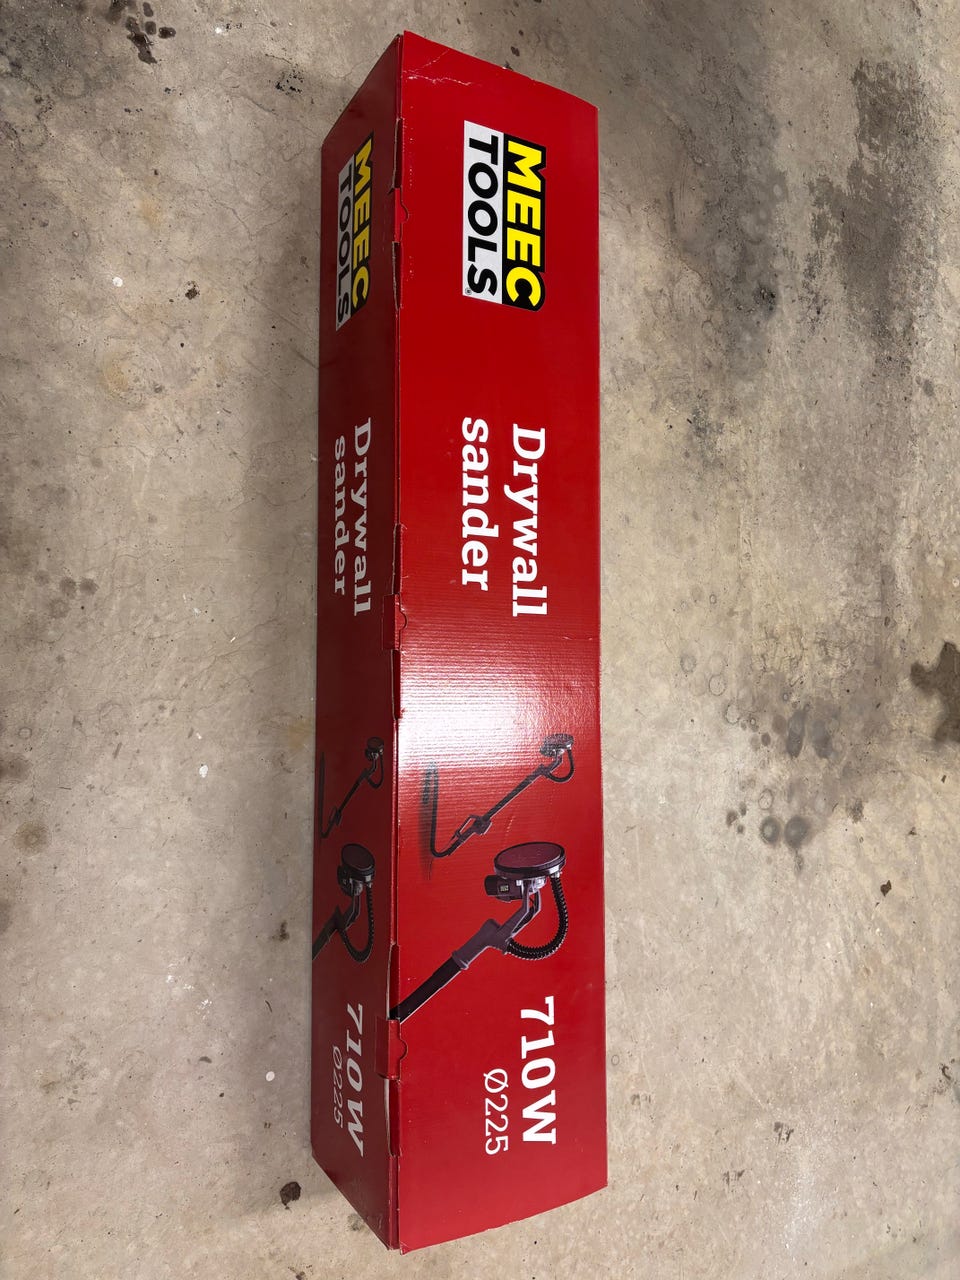 MEEC
TOOLS®
Drywall
sander
710W
Ø225
MEEC
TOOLS
Drywall
sander
710W
Ø225